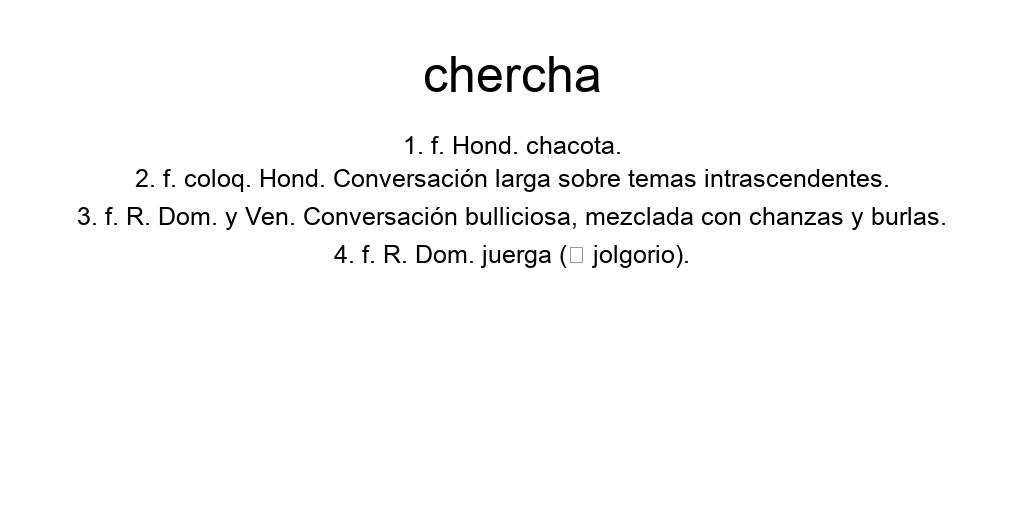 chercha
1. f. Hond. chacota.
2. f. coloq. Hond. Conversación larga sobre temas intrascendentes.
3. f. R. Dom. y Ven. Conversación bulliciosa, mezclada con chanzas y burlas.
4. f. R. Dom. juerga (▯ jolgorio).